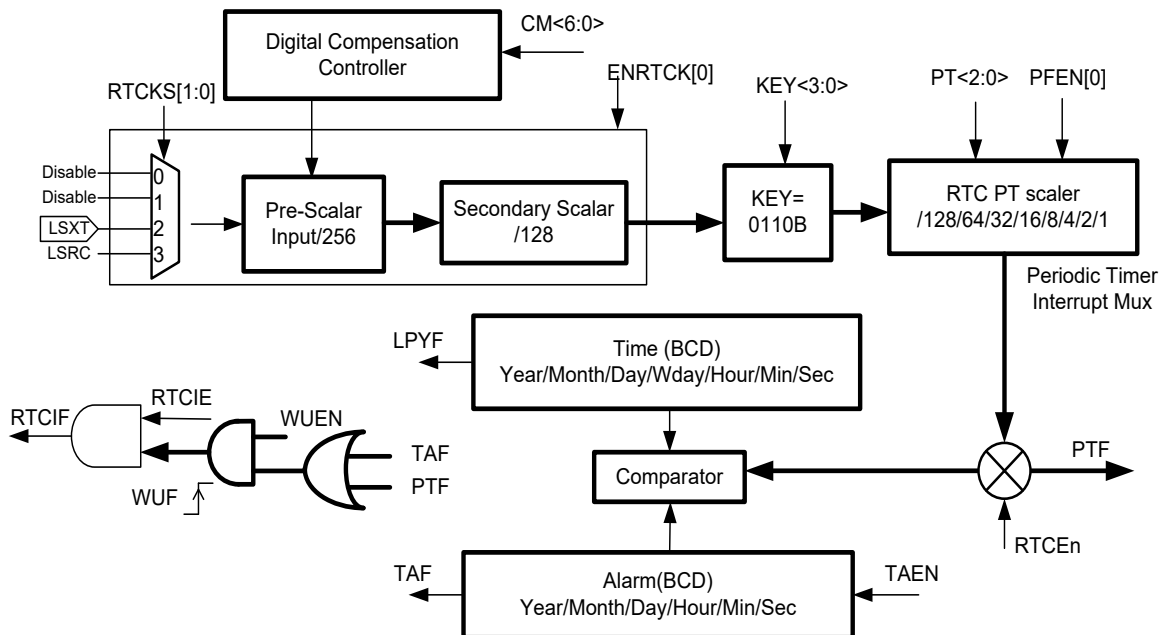 CM<6:0>
Digital Compensation
Controller
RTCKS[1:0]
ENRTCK[0]
KEY<3:0>
PT<2:0>
PFEN[0]
Disable
0
Disable
1
LSXT
2
LSRC
3
Pre-Scalar
Input/256
Secondary Scalar
/128
KEY=
0110B
RTC PT scaler
/128/64/32/16/8/4/2/1
Periodic Timer
Interrupt Mux
LPYF
Time (BCD)
Year/Month/Day/Wday/Hour/Min/Sec
RTCIF
RTCIE
WUEN
TAF
PTF
WUF
Comparator
PTF
RTCEn
TAF
Alarm(BCD)
Year/Month/Day/Hour/Min/Sec
TAEN